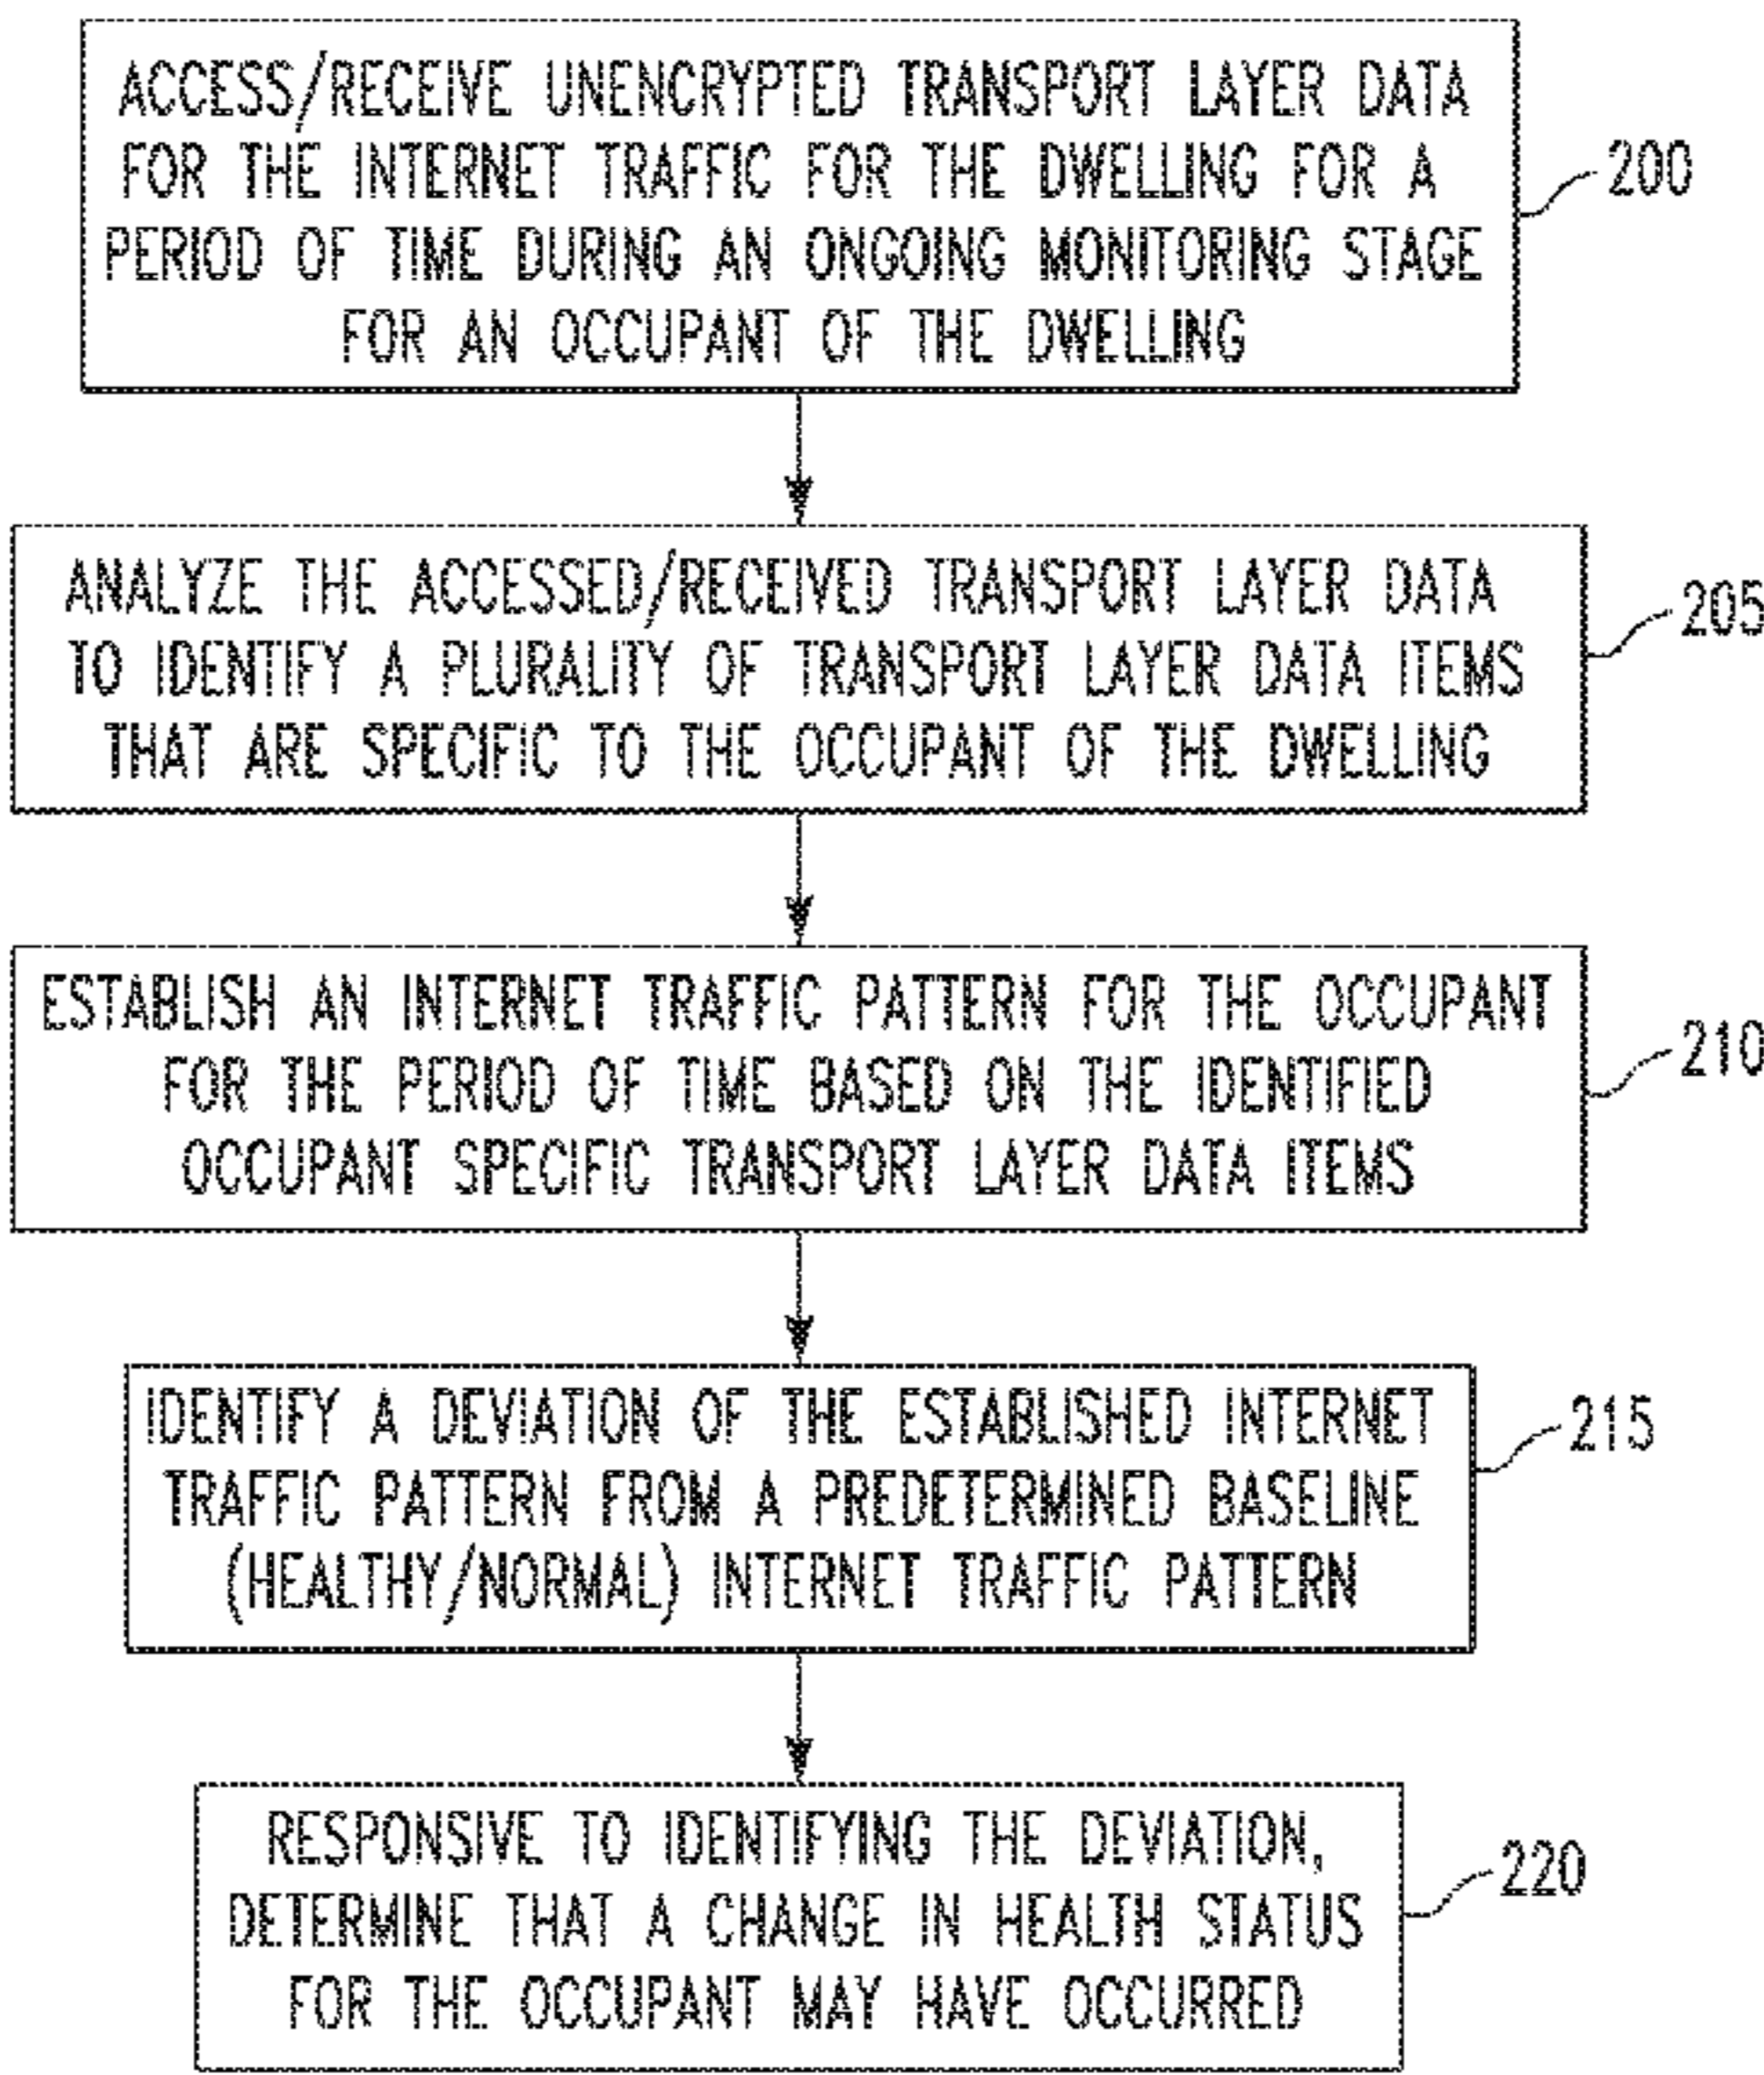 ACCESS/RECEIVE UNENCRYPTED TRANSPORT LAYER DATA
FOR THE INTERNET TRAFFIC FOR THE DWELLING FOR A
PERIOD OF TIME DURING AN ONGOING MONITORING STAGE
FOR AN OCCUPANT OF THE DWELLING
200
ANALYZE THE ACCESSED/RECEIVED TRANSPORT LAYER DATA
TO IDENTIFY A PLURALITY OF TRANSPORT LAYER DATA ITEMS
THAT ARE SPECIFIC TO THE OCCUPANT OF THE DWELLING
205
ESTABLISH AN INTERNET TRAFFIC PATTERN FOR THE OCCUPANT
FOR THE PERIOD OF TIME BASED ON THE IDENTIFIED
OCCUPANT SPECIFIC TRANSPORT LAYER DATA ITEMS
210
IDENTIFY A DEVIATION OF THE ESTABLISHED INTERNET
TRAFFIC PATTERN FROM A PREDETERMINED BASELINE
(HEALTHY/NORMAL) INTERNET TRAFFIC PATTERN
215
RESPONSIVE TO IDENTIFYING THE DEVIATION,
DETERMINE THAT A CHANGE IN HEALTH STATUS
FOR THE OCCUPANT MAY HAVE OCCURRED
220